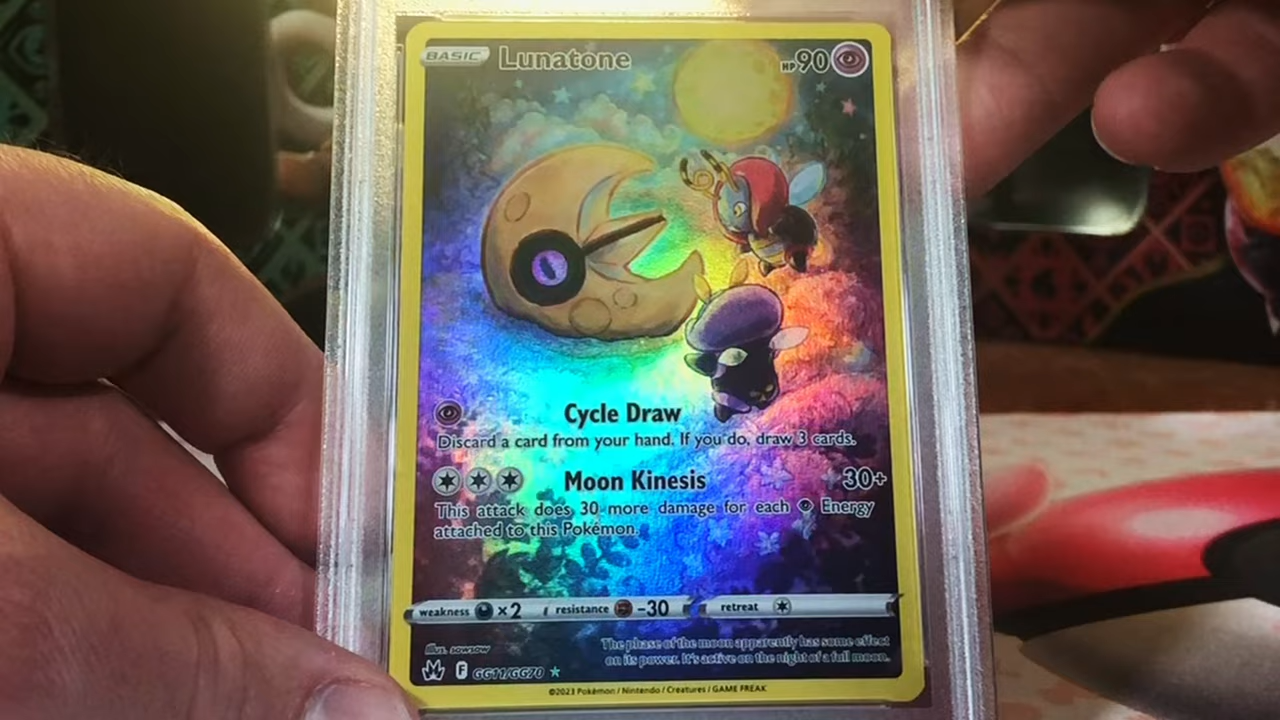 BASIC Lunatone HP 90
Cycle Draw
Discard a card from your hand. If you do, draw 3 cards.
Moon Kinesis 30+
This attack does 30 more damage for each Energy
attached to this Pokémon.
weakness ×2 resistance -30 retreat
Illus. sowsow
The phase of the moon apparently has some effect
on its power. It's active on the night of a full moon.
F GG11/GG70
©2023 Pokémon / Nintendo / Creatures / GAME FREAK